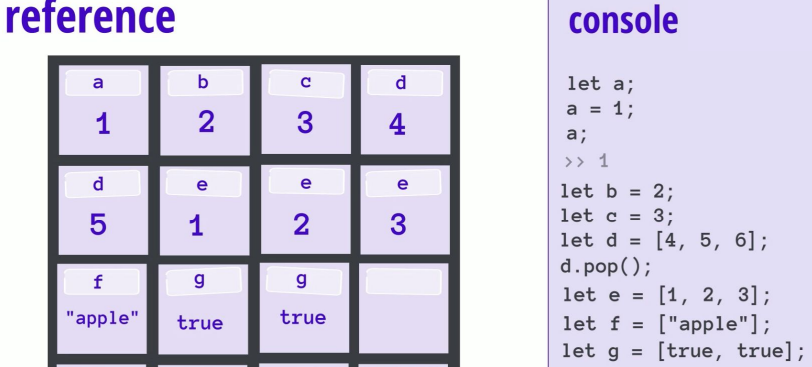 reference
a b c d
1 2 3 4
d e e e
5 1 2 3
f g g
"apple" true true
console
let a;
a = 1;
a;
>> 1
let b = 2;
let c = 3;
let d = [4, 5, 6];
d.pop();
let e = [1, 2, 3];
let f = ["apple"];
let g = [true, true];